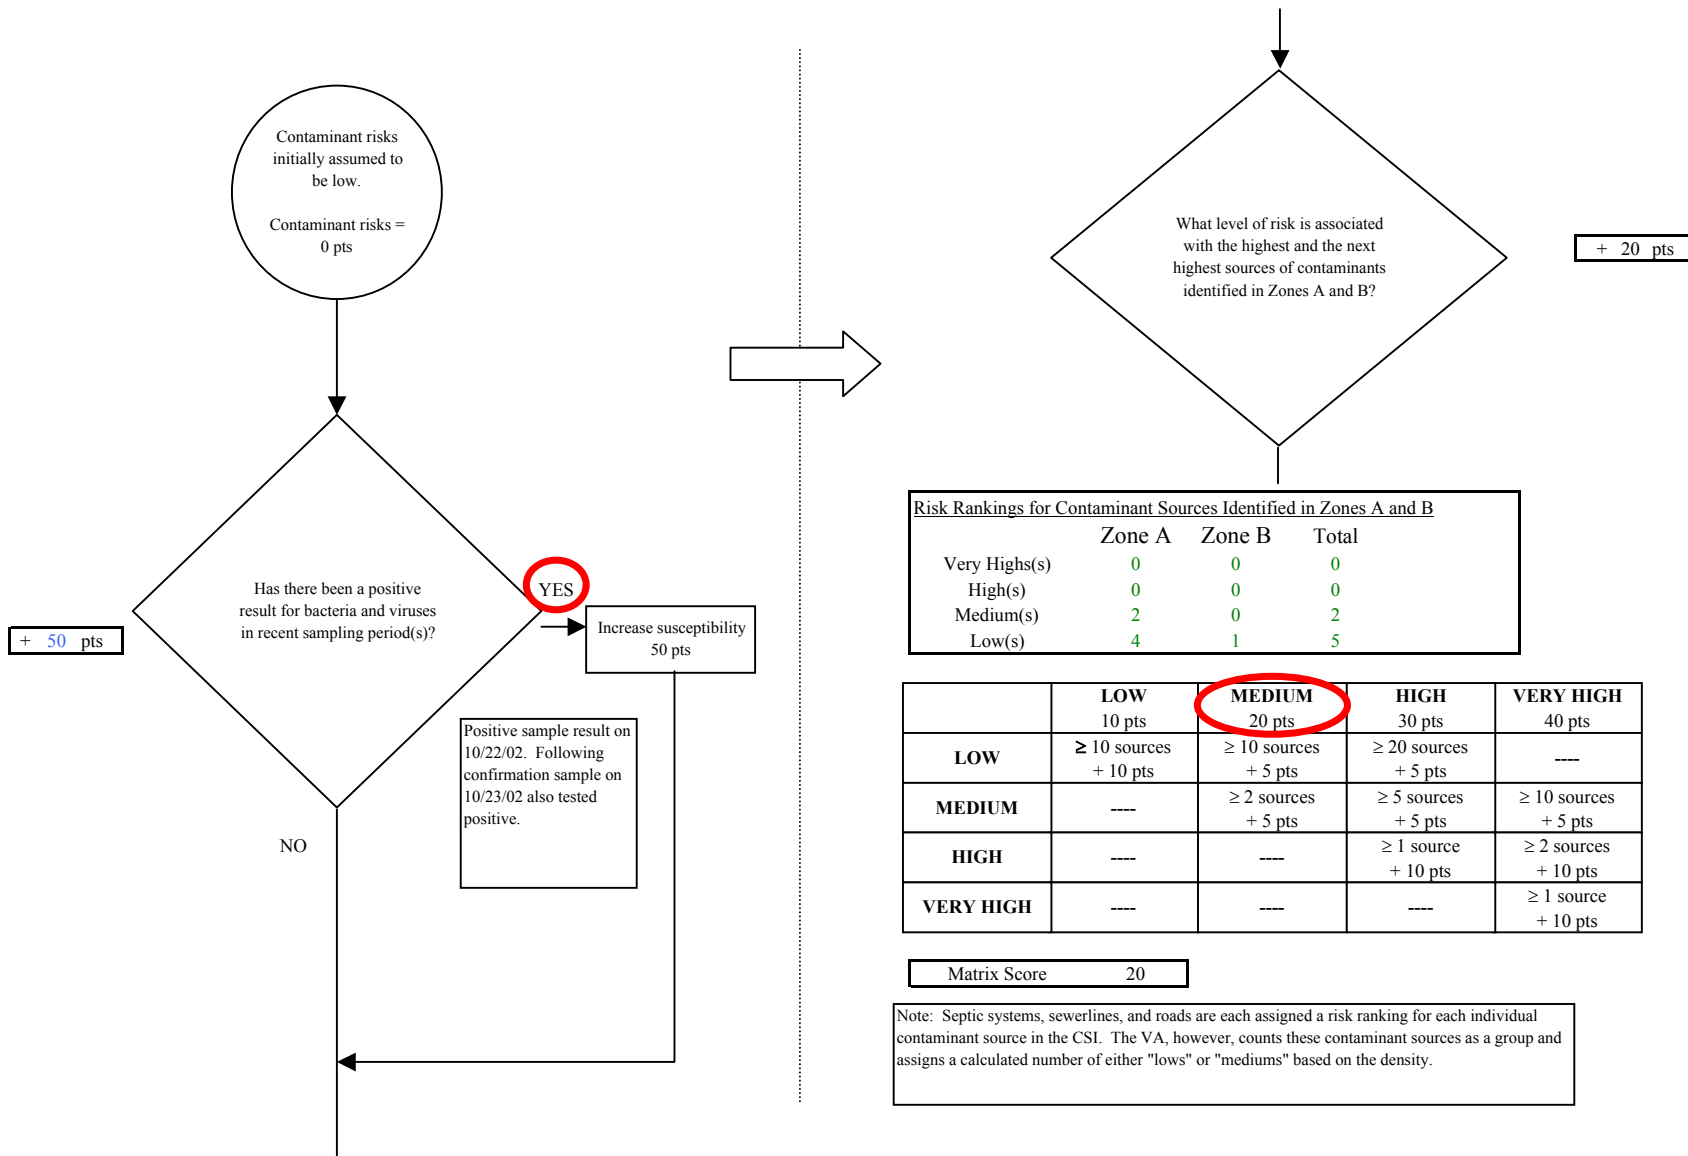 Contaminant risks
initially assumed to
be low.
Contaminant risks =
0 pts
Has there been a positive
result for bacteria and viruses
in recent sampling period(s)?
YES
+ 50 pts
Increase susceptibility
50 pts
Positive sample result on
10/22/02. Following
confirmation sample on
10/23/02 also tested
positive.
NO
What level of risk is associated
with the highest and the next
highest sources of contaminants
identified in Zones A and B?
+ 20 pts
Risk Rankings for Contaminant Sources Identified in Zones A and B
Zone A Zone B Total
Very Highs(s) 0 0 0
High(s) 0 0 0
Medium(s) 2 0 2
Low(s) 4 1 5
LOW MEDIUM HIGH VERY HIGH
10 pts 20 pts 30 pts 40 pts
LOW ≥ 10 sources ≥ 10 sources ≥ 20 sources ----
+ 10 pts + 5 pts + 5 pts
MEDIUM ---- ≥ 2 sources ≥ 5 sources ≥ 10 sources
+ 5 pts + 5 pts + 5 pts
HIGH ---- ---- ≥ 1 source ≥ 2 sources
+ 10 pts + 10 pts
VERY HIGH ---- ---- ---- ≥ 1 source
+ 10 pts
Matrix Score 20
Note: Septic systems, sewerlines, and roads are each assigned a risk ranking for each individual
contaminant source in the CSI. The VA, however, counts these contaminant sources as a group and
assigns a calculated number of either "lows" or "mediums" based on the density.